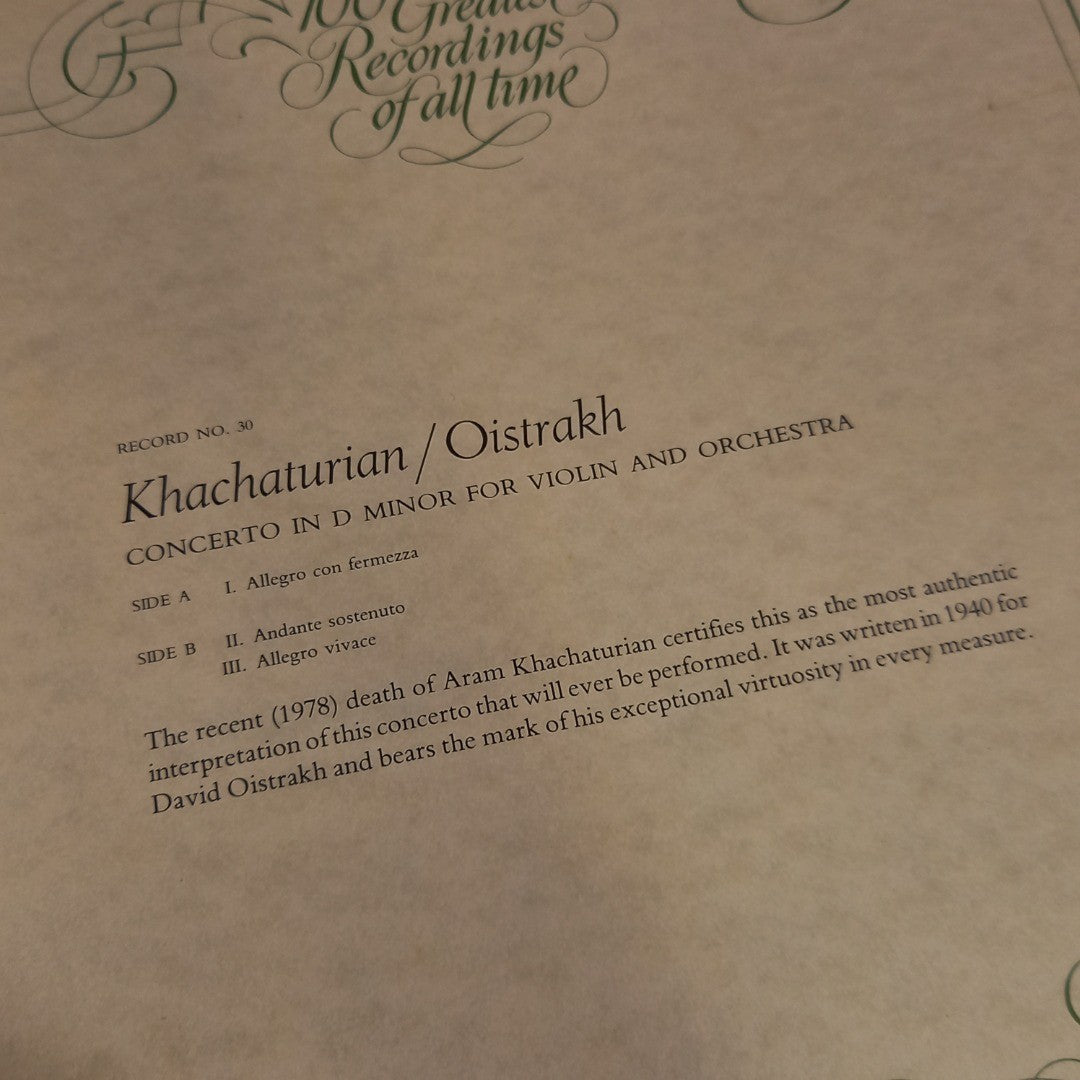 100 Greatest
Recordings
of all time
RECORD NO. 30
Khachaturian/Oistrakh
CONCERTO IN D MINOR FOR VIOLIN AND ORCHESTRA
SIDE A I. Allegro con fermezza
SIDE B II. Andante sostenuto
III. Allegro vivace
The recent (1978) death of Aram Khachaturian certifies this as the most authentic
interpretation of this concerto that will ever be performed. It was written in 1940 for
David Oistrakh and bears the mark of his exceptional virtuosity in every measure.